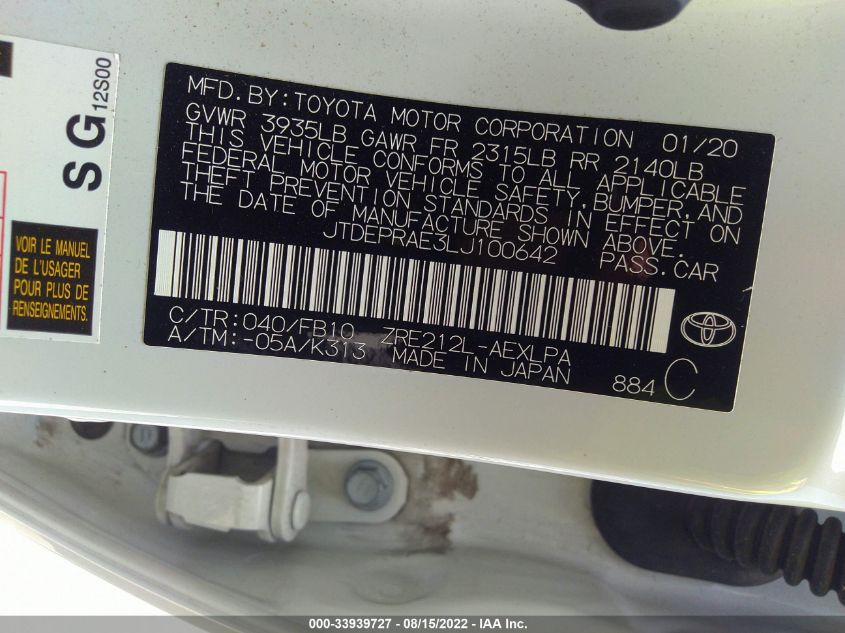 SG12S00
VOIR LE MANUEL
DE L'USAGER
POUR PLUS DE
RENSEIGNEMENTS.
MFD.BY:TOYOTA MOTOR CORPORATION 01/20
GVWR 3935LB GAWR FR 2315LB RR 2140LB
THIS VEHICLE CONFORMS TO ALL APPLICABLE
FEDERAL MOTOR VEHICLE SAFETY,BUMPER,AND
THEFT PREVENTION STANDARDS IN EFFECT ON
THE DATE OF MANUFACTURE SHOWN ABOVE.
JTDEPRAE3LJ100642 PASS.CAR
C/TR:040/FB10 ZRE212L-AEXLPA
A/TM:-05A/K313 MADE IN JAPAN
884 C
000-33939727 - 08/15/2022 - IAA Inc.